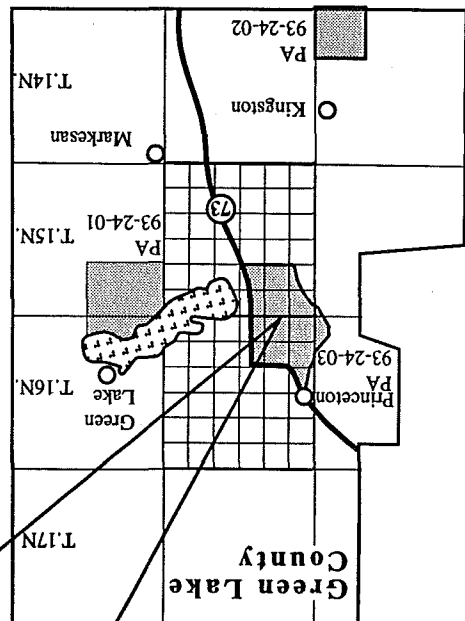 Green Lake
County
T.17N.
Princeton
PA
93-24-03
Green
Lake
T.16N.
PA
93-24-01
T.15N.
73
Markesan
Kingston
T.14N.
PA
93-24-02